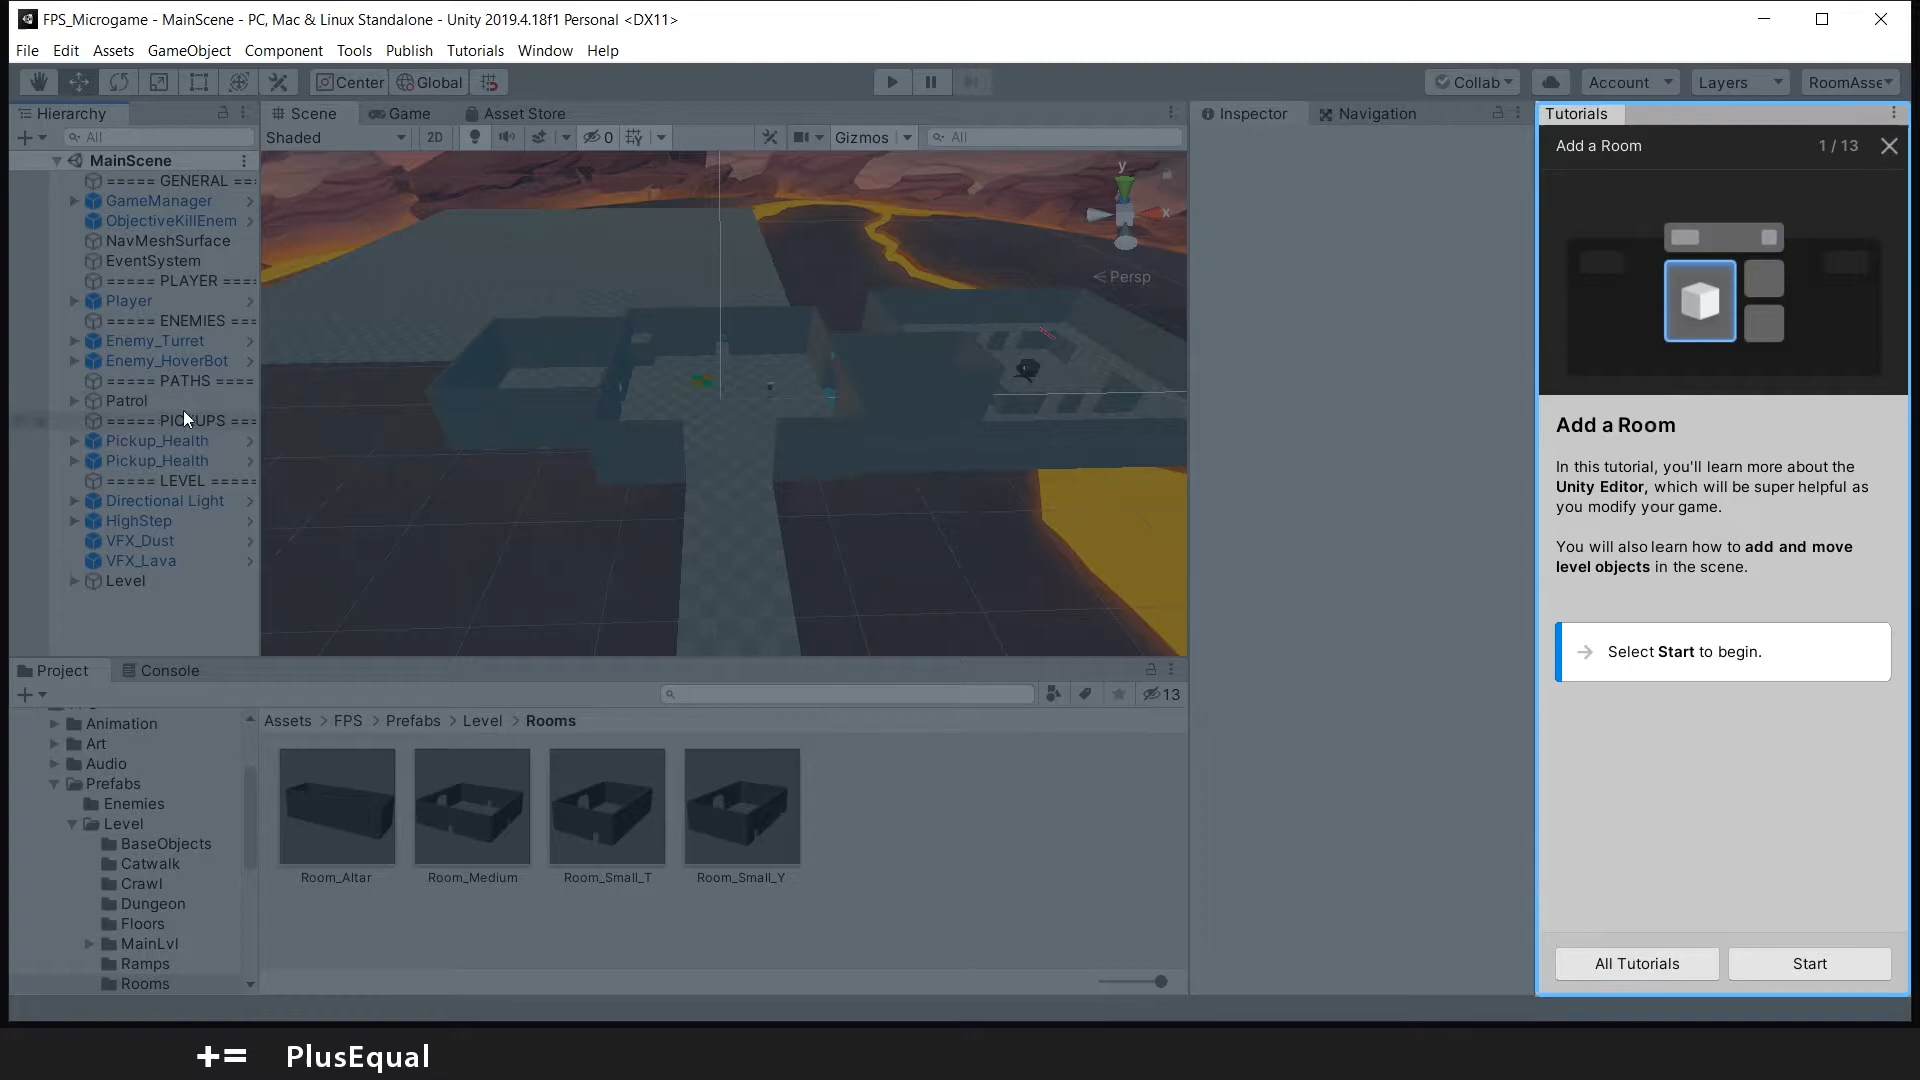 FPS_Microgame - MainScene - PC, Mac & Linux Standalone - Unity 2019.4.18f1 Personal <DX11>
File Edit Assets GameObject Component Tools Publish Tutorials Window Help
Center Global Collab Account Layers RoomAsse
Hierarchy
All
MainScene
===== GENERAL ==
GameManager
ObjectiveKillEnem
NavMeshSurface
EventSystem
===== PLAYER ====
Player
===== ENEMIES ===
Enemy_Turret
Enemy_HoverBot
===== PATHS ====
Patrol
===== PICKUPS ===
Pickup_Health
Pickup_Health
===== LEVEL =====
Directional Light
HighStep
VFX_Dust
VFX_Lava
Level
Scene Game Asset Store
Shaded 2D 0 Gizmos All
y
x
Persp
Inspector Navigation
Project Console
13
Animation
Art
Audio
Prefabs
Enemies
Level
BaseObjects
Catwalk
Crawl
Dungeon
Floors
MainLvl
Ramps
Rooms
Assets > FPS > Prefabs > Level > Rooms
Room_Altar Room_Medium Room_Small_T Room_Small_Y
Tutorials
Add a Room 1 / 13
Add a Room
In this tutorial, you'll learn more about the
Unity Editor, which will be super helpful as
you modify your game.
You will also learn how to add and move
level objects in the scene.
Select Start to begin.
All Tutorials Start
+= PlusEqual